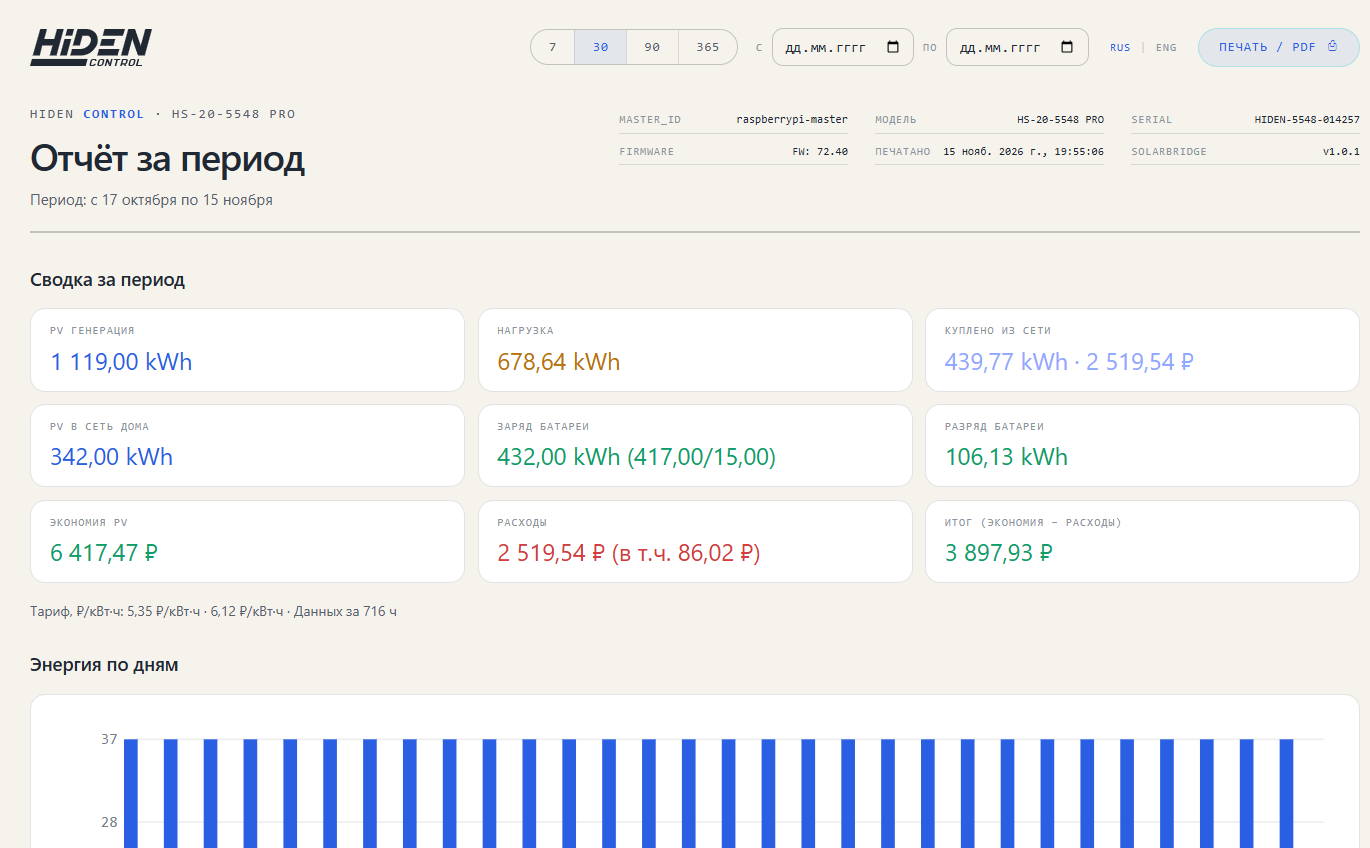 HiDEN
CONTROL
7 30 90 365 С дд.мм.гггг ПО дд.мм.гггг RUS | ENG ПЕЧАТЬ / PDF
HIDEN CONTROL · HS-20-5548 PRO
Отчёт за период
Период: с 17 октября по 15 ноября
MASTER_ID raspberrypi-master МОДЕЛЬ HS-20-5548 PRO SERIAL HIDEN-5548-014257
FIRMWARE FW: 72.40 ПЕЧАТАНО 15 нояб. 2026 г., 19:55:06 SOLARBRIDGE v1.0.1
Сводка за период
PV ГЕНЕРАЦИЯ
1 119,00 kWh
НАГРУЗКА
678,64 kWh
КУПЛЕНО ИЗ СЕТИ
439,77 kWh · 2 519,54 ₽
PV В СЕТЬ ДОМА
342,00 kWh
ЗАРЯД БАТАРЕИ
432,00 kWh (417,00/15,00)
РАЗРЯД БАТАРЕИ
106,13 kWh
ЭКОНОМИЯ PV
6 417,47 ₽
РАСХОДЫ
2 519,54 ₽ (в т.ч. 86,02 ₽)
ИТОГ (ЭКОНОМИЯ − РАСХОДЫ)
3 897,93 ₽
Тариф, ₽/кВт·ч: 5,35 ₽/кВт·ч · 6,12 ₽/кВт·ч · Данных за 716 ч
Энергия по дням
37
28